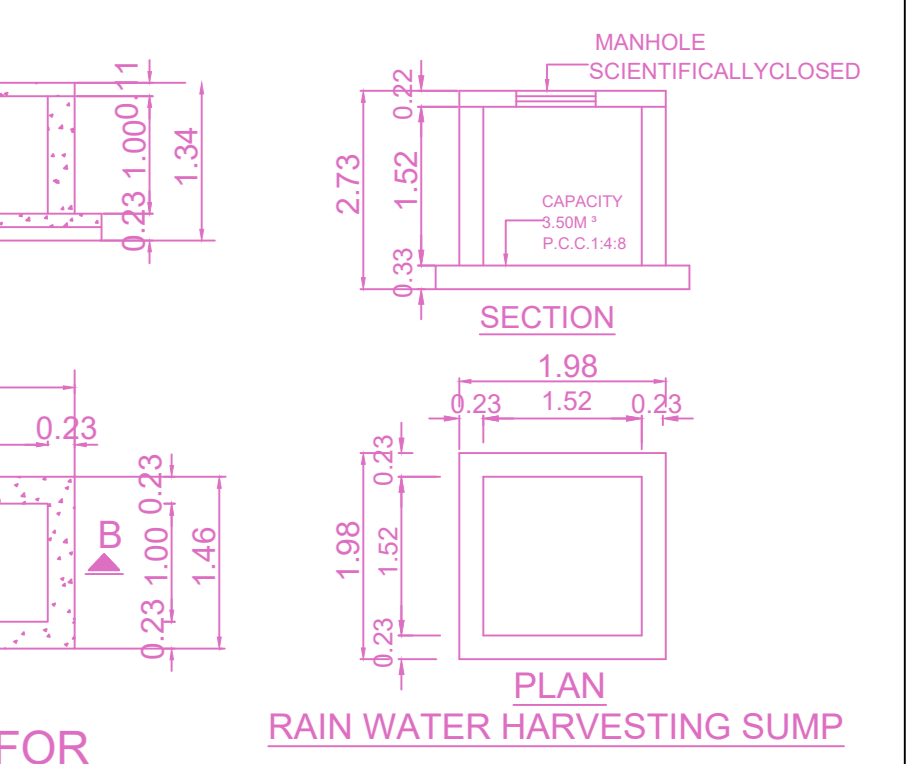 0.11
1.00
0.23
1.34
MANHOLE
SCIENTIFICALLYCLOSED
0.22
1.52
0.33
2.73
CAPACITY
3.50M ³
P.C.C.1:4:8
SECTION
0.23
0.23
1.00
0.23
1.46
B
1.98
0.23 1.52 0.23
0.23
1.52
0.23
1.98
PLAN
RAIN WATER HARVESTING SUMP
FOR